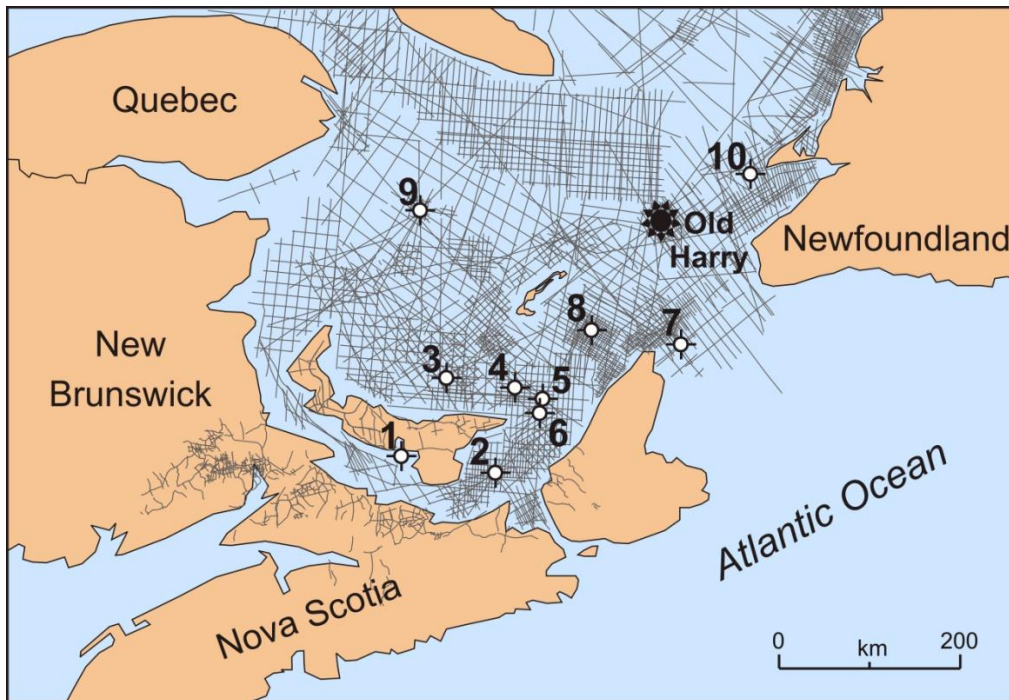 Quebec
10
9
Old
Harry
Newfoundland
8
7
New
Brunswick
3
4
5
6
1
2
Atlantic Ocean
Nova Scotia
0
200
km